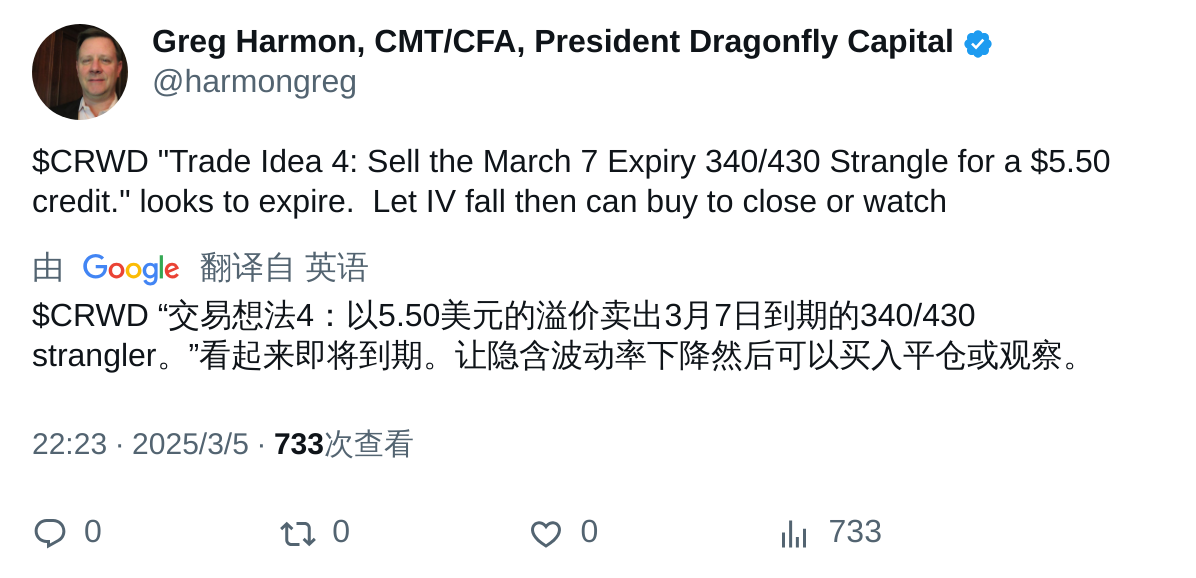 Greg Harmon, CMT/CFA, President Dragonfly Capital
@harmongreg
$CRWD "Trade Idea 4: Sell the March 7 Expiry 340/430 Strangle for a $5.50
credit." looks to expire.  Let IV fall then can buy to close or watch
由 Google 翻译自 英语
$CRWD “交易想法4：以5.50美元的溢价卖出3月7日到期的340/430
strangler。”看起来即将到期。让隐含波动率下降然后可以买入平仓或观察。
22:23 · 2025/3/5 · 733次查看
0 0 0 733